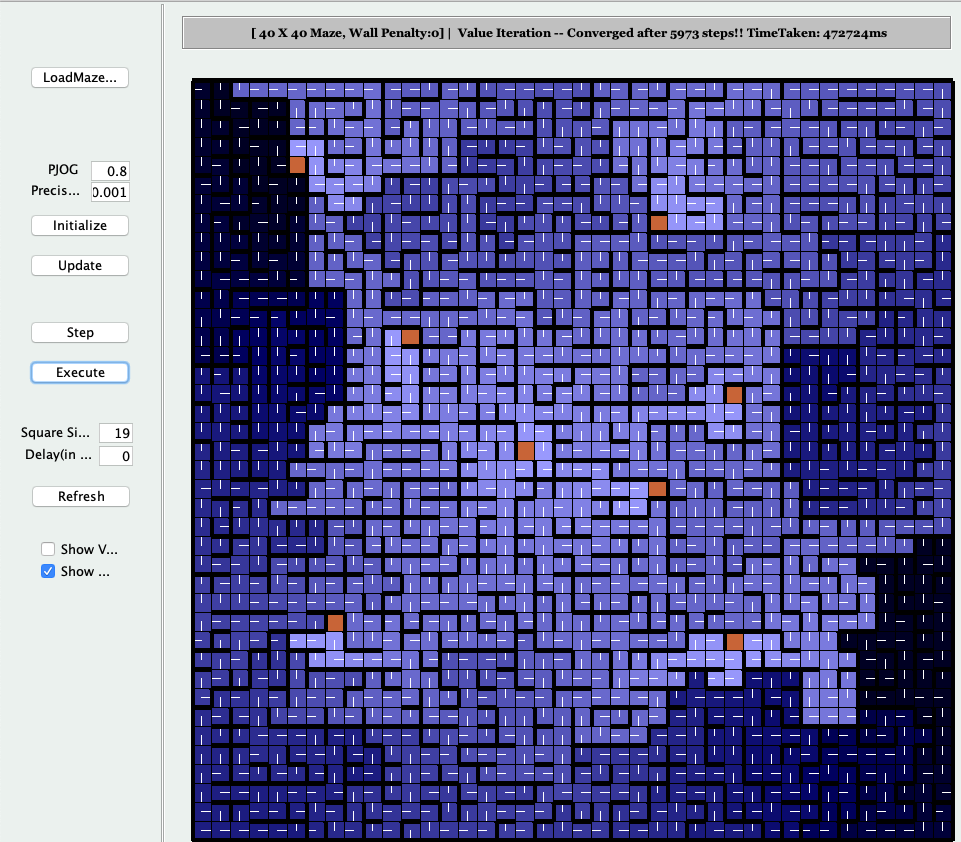 [ 40 X 40 Maze, Wall Penalty:0] | Value Iteration -- Converged after 5973 steps!! TimeTaken: 472724ms
LoadMaze...
PJOG 0.8
Precis... 0.001
Initialize
Update
Step
Execute
Square Si... 19
Delay(in ... 0
Refresh
Show V...
Show ...